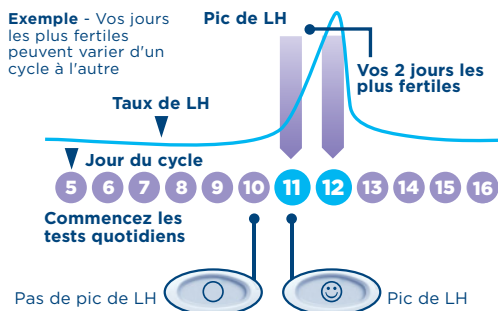 Exemple - Vos jours
les plus fertiles
peuvent varier d'un
cycle à l'autre
Pic de LH
Vos 2 jours les
plus fertiles
Taux de LH
Jour du cycle
5 6 7 8 9 10 11 12 13 14 15 16
Commencez les
tests quotidiens
Pas de pic de LH
Pic de LH